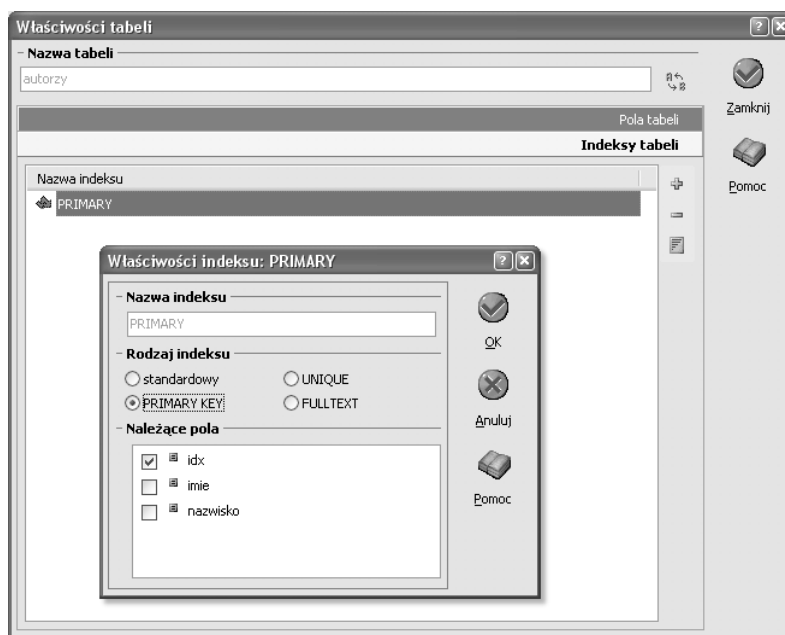 Właściwości tabeli
Nazwa tabeli
autorzy
Zamknij
Pola tabeli
Indeksy tabeli
Pomoc
Nazwa indeksu
PRIMARY
Właściwości indeksu: PRIMARY
Nazwa indeksu
PRIMARY
OK
Rodzaj indeksu
standardowy UNIQUE
PRIMARY KEY FULLTEXT
Anuluj
Należące pola
idx
imie
nazwisko
Pomoc